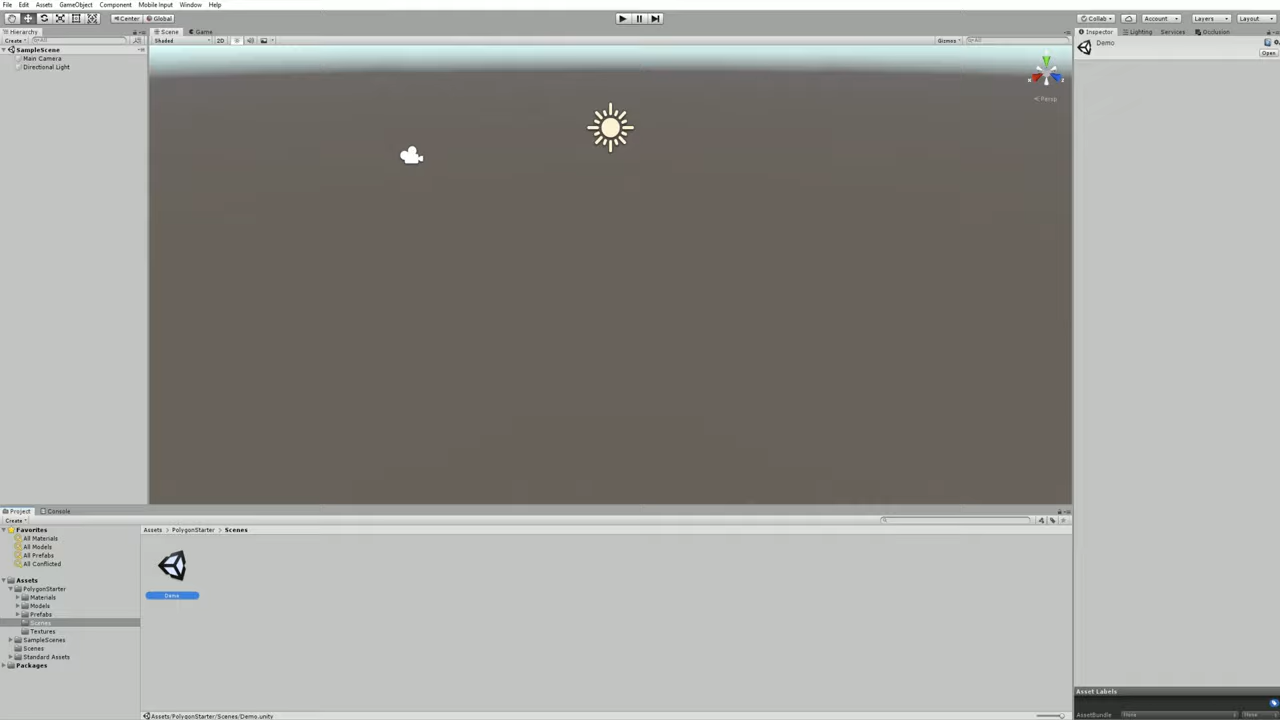 File Edit Assets GameObject Component Mobile Input Window Help
Center Global
Collab Account Layers Layout
Hierarchy
Scene Game
Inspector Lighting Services Occlusion
Create
Shaded 2D Gizmos
Demo
Open
SampleScene
Main Camera
Directional Light
Persp
Project Console
Create
Favorites
All Materials
All Models
All Prefabs
All Conflicted
Assets
PolygonStarter
Materials
Models
Prefabs
Scenes
Textures
SampleScenes
Scenes
Standard Assets
Packages
Assets PolygonStarter Scenes
Demo
Assets/PolygonStarter/Scenes/Demo.unity
Asset Labels
AssetBundle None None